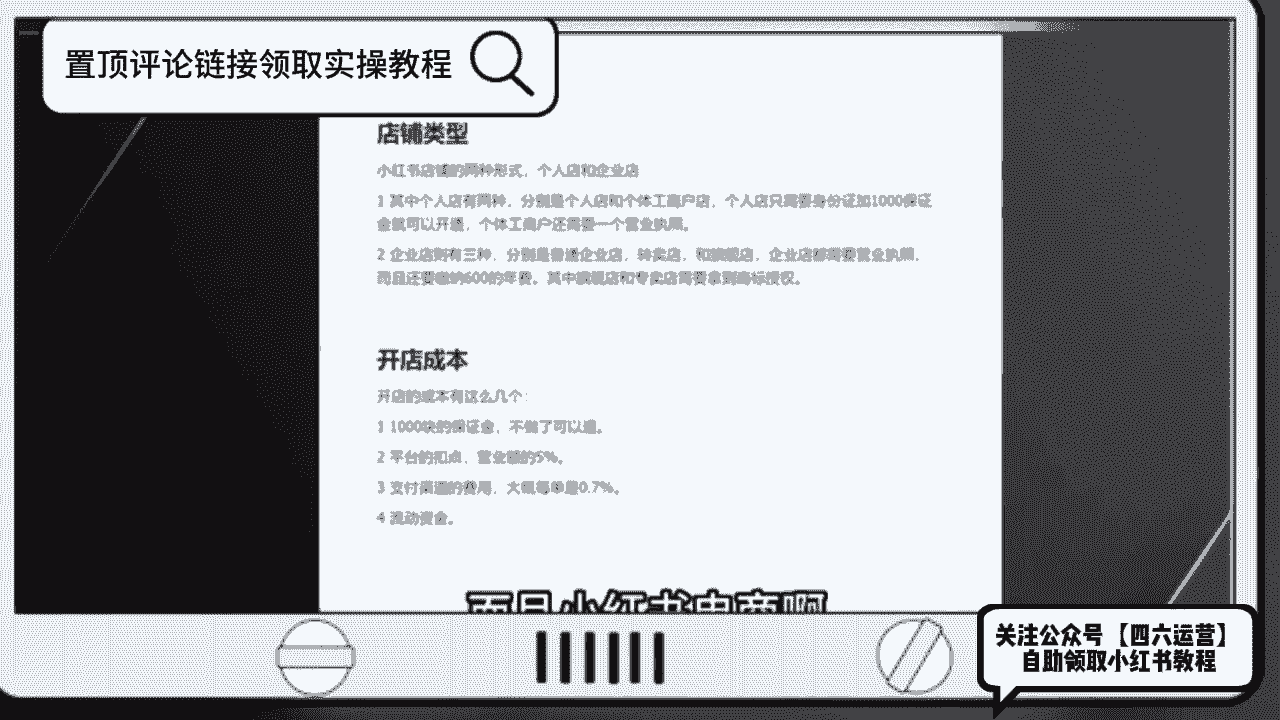 置顶评论链接领取实操教程
店铺类型
小红书店铺的两种形式，个人店和企业店
1 其中个人店有两种，分别是个人店和个体工商户店，个人店只需要身份证加1000保证
金就可以开通，个体工商户还需要一个营业执照。
2 企业店则有三种，分别是普通企业店，专卖店，和旗舰店，企业店都需要营业执照，
而且还要缴纳600的年费。其中旗舰店和专卖店需要拿到商标授权。
开店成本
开店的成本有这么几个：
1 1000块的保证金，不做了可以退。
2 平台的扣点，营业额的5%。
3 支付渠道的费用，大概每单是0.7%。
4 流动资金。
而且小红书电商啊
关注公众号【四六运营】
自助领取小红书教程